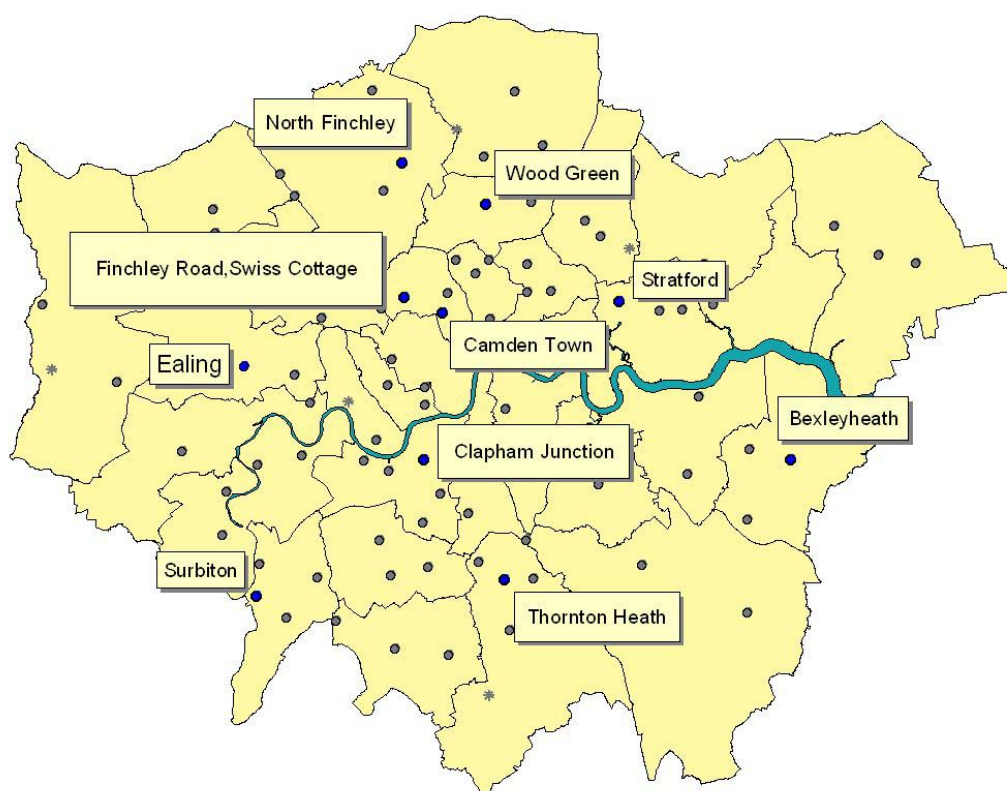 North Finchley
Wood Green
Finchley Road,Swiss Cottage
Stratford
Camden Town
Ealing
Bexleyheath
Clapham Junction
Surbiton
Thornton Heath